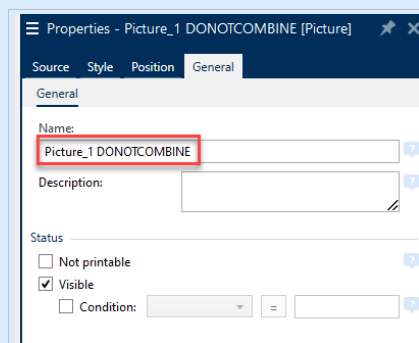 Properties - Picture_1 DONOTCOMBINE [Picture]
Source Style Position General
General
Name:
Picture_1 DONOTCOMBINE
Description:
Status
Not printable
Visible
Condition: =